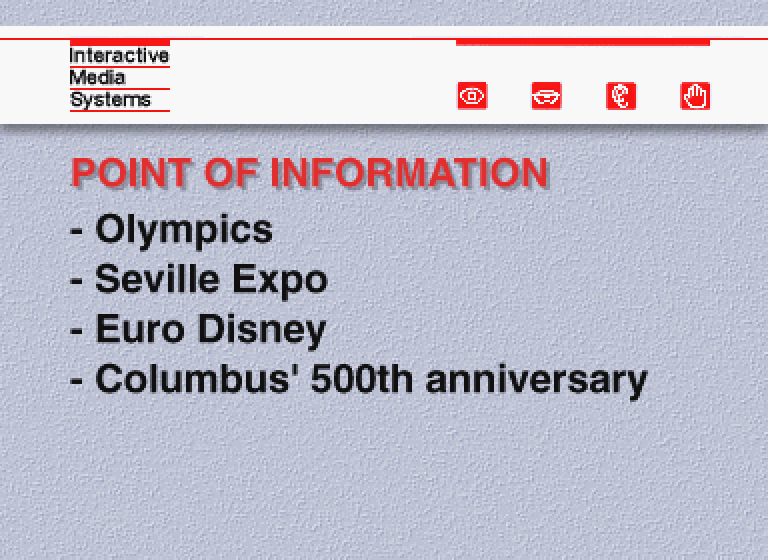 Interactive
Media
Systems
POINT OF INFORMATION
- Olympics
- Seville Expo
- Euro Disney
- Columbus' 500th anniversary